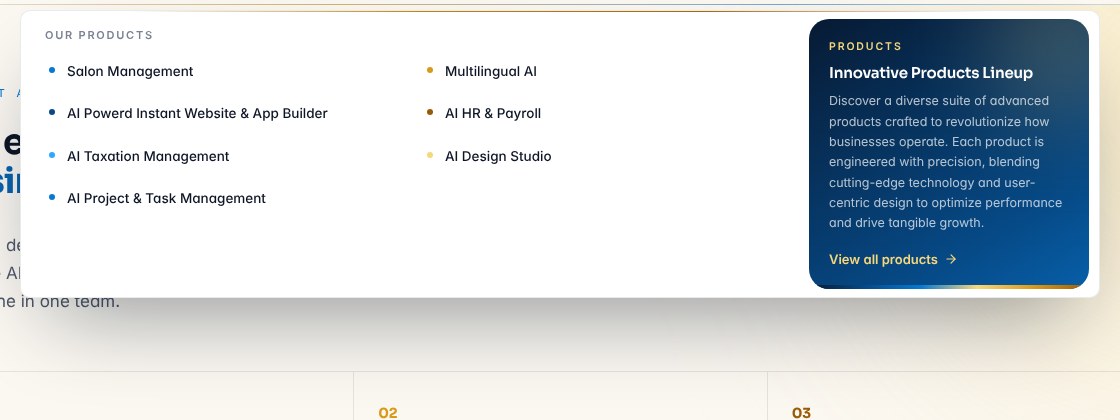 OUR PRODUCTS
Salon Management
AI Powerd Instant Website & App Builder
AI Taxation Management
AI Project & Task Management
Multilingual AI
AI HR & Payroll
AI Design Studio
PRODUCTS
Innovative Products Lineup
Discover a diverse suite of advanced
products crafted to revolutionize how
businesses operate. Each product is
engineered with precision, blending
cutting-edge technology and user-
centric design to optimize performance
and drive tangible growth.
View all products →
in one team.
02
03